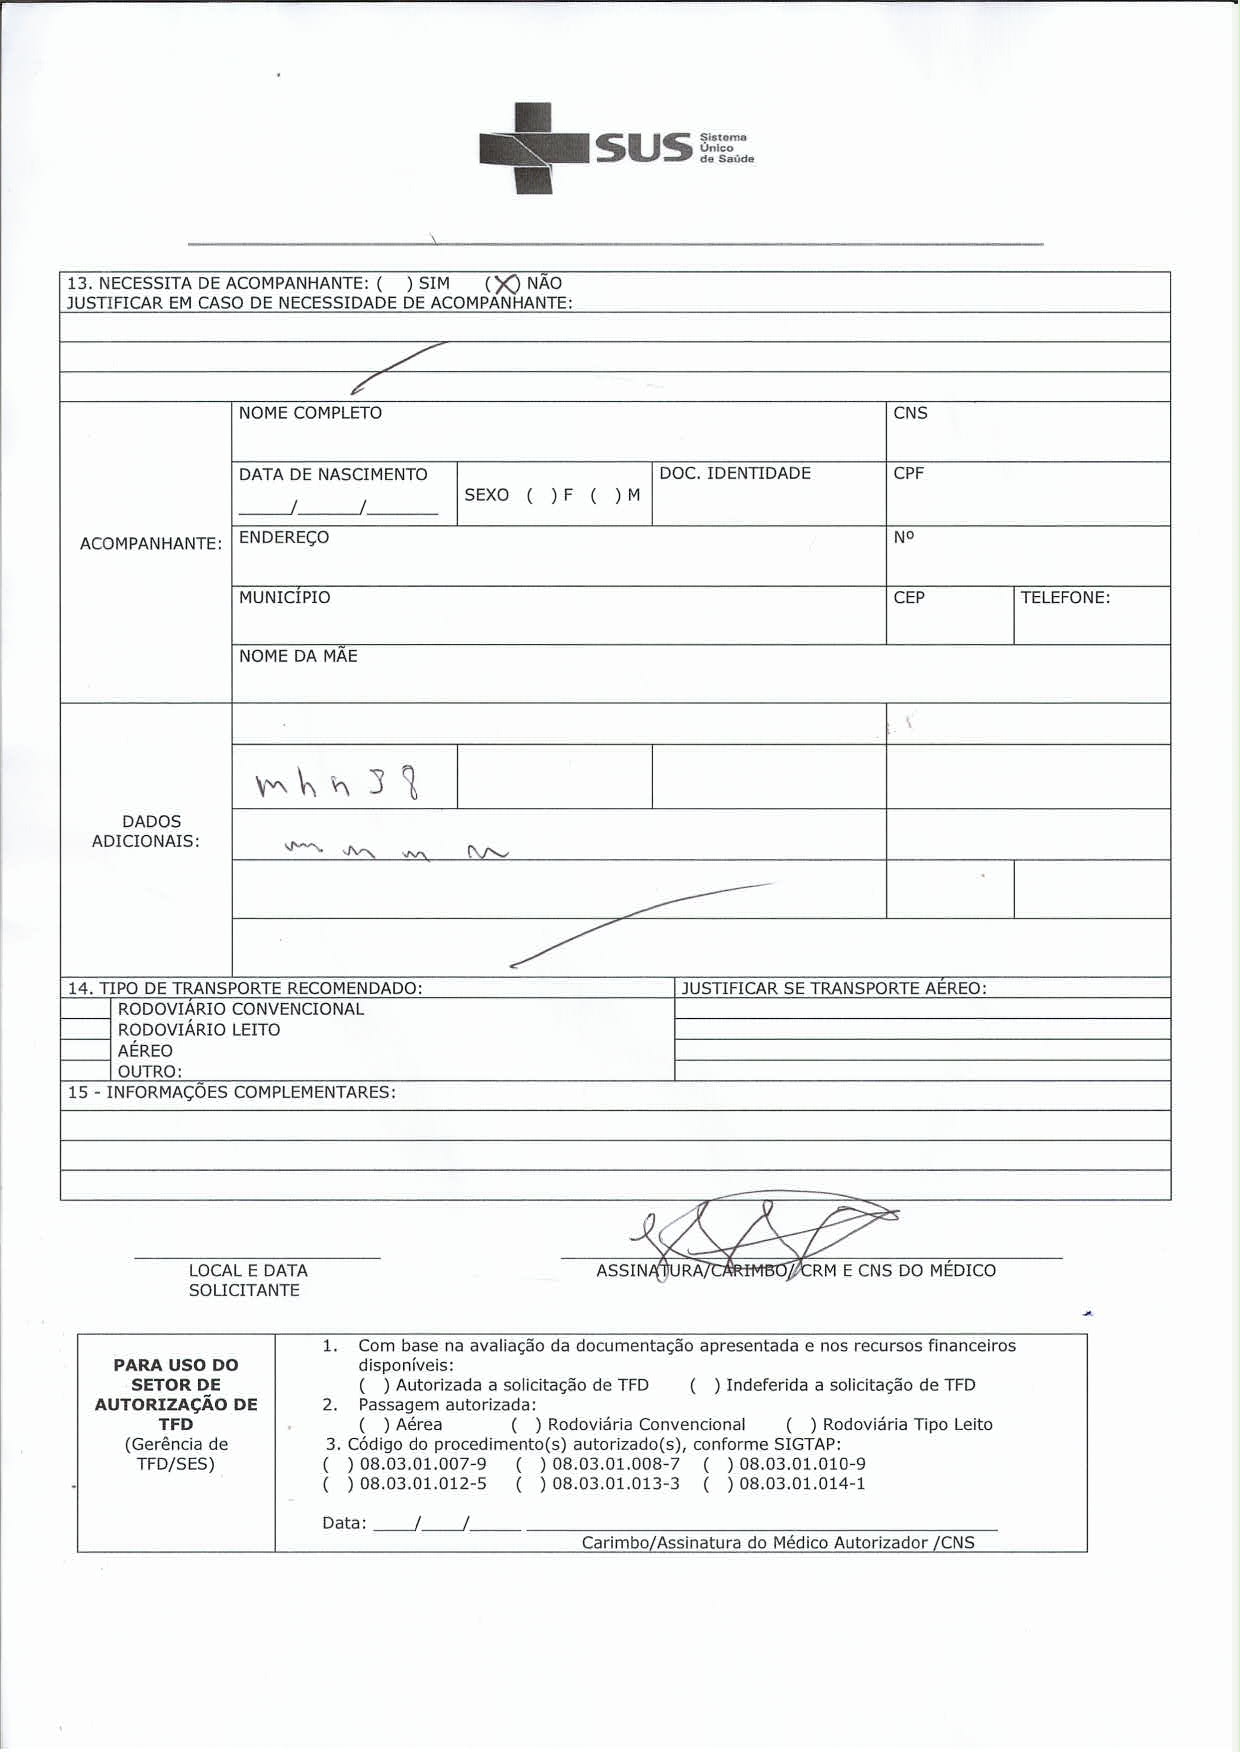 SUS Sistema
Único
de Saúde
13. NECESSITA DE ACOMPANHANTE: ( ) SIM (X) NÃO
JUSTIFICAR EM CASO DE NECESSIDADE DE ACOMPANHANTE:
ACOMPANHANTE:
NOME COMPLETO
CNS
DATA DE NASCIMENTO
____/____/____
SEXO ( ) F ( ) M
DOC. IDENTIDADE
CPF
ENDEREÇO
Nº
MUNICÍPIO
CEP
TELEFONE:
NOME DA MÃE
DADOS
ADICIONAIS:
14. TIPO DE TRANSPORTE RECOMENDADO:
JUSTIFICAR SE TRANSPORTE AÉREO:
RODOVIÁRIO CONVENCIONAL
RODOVIÁRIO LEITO
AÉREO
OUTRO:
15 - INFORMAÇÕES COMPLEMENTARES:
LOCAL E DATA
SOLICITANTE
ASSINATURA/CARIMBO/ CRM E CNS DO MÉDICO
PARA USO DO
SETOR DE
AUTORIZAÇÃO DE
TFD
(Gerência de
TFD/SES)
1. Com base na avaliação da documentação apresentada e nos recursos financeiros
disponíveis:
( ) Autorizada a solicitação de TFD ( ) Indeferida a solicitação de TFD
2. Passagem autorizada:
( ) Aérea ( ) Rodoviária Convencional ( ) Rodoviária Tipo Leito
3. Código do procedimento(s) autorizado(s), conforme SIGTAP:
( ) 08.03.01.007-9 ( ) 08.03.01.008-7 ( ) 08.03.01.010-9
( ) 08.03.01.012-5 ( ) 08.03.01.013-3 ( ) 08.03.01.014-1
Data: ____/____/____ ____________________
Carimbo/Assinatura do Médico Autorizador /CNS